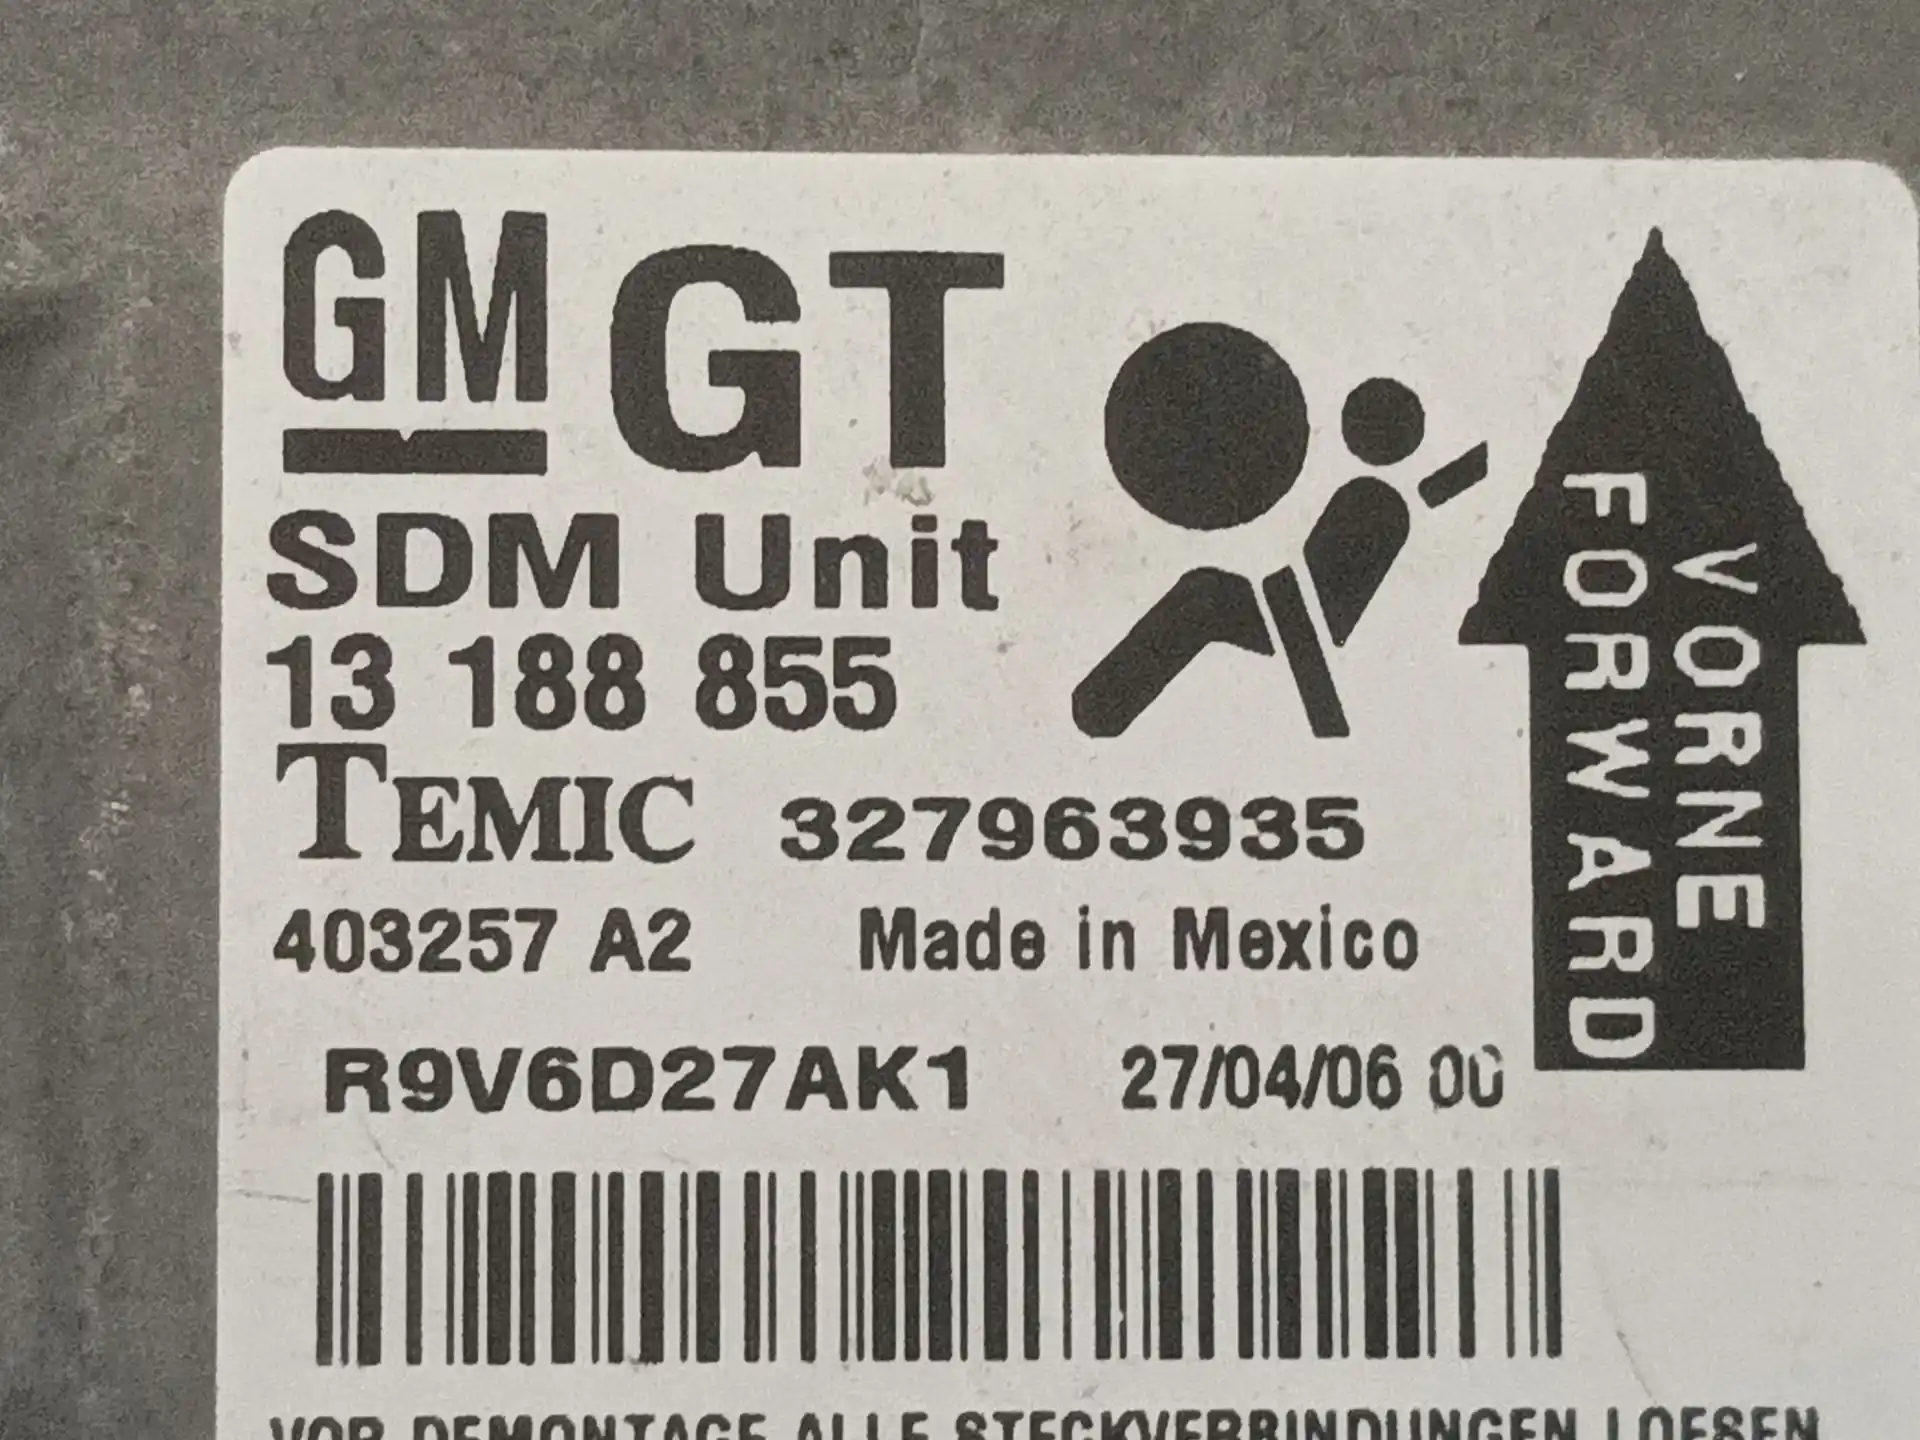 GM GT
SDM Unit
13 188 855
TEMIC 327963935
403257 A2 Made in Mexico
R9V6D27AK1 27/04/06 00
VOR DEMONTAGE ALLE STECKVERBINDUNGEN LOESEN
VORNE
FORWARD